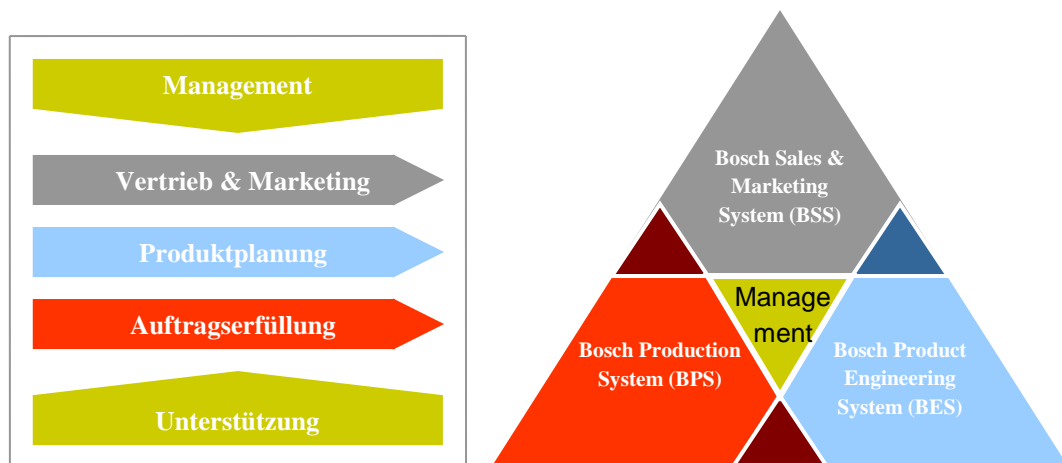 Management
Vertrieb & Marketing
Produktplanung
Auftragserfüllung
Unterstützung
Bosch Sales &
Marketing
System (BSS)
Manage
ment
Bosch Production
System (BPS)
Bosch Product
Engineering
System (BES)